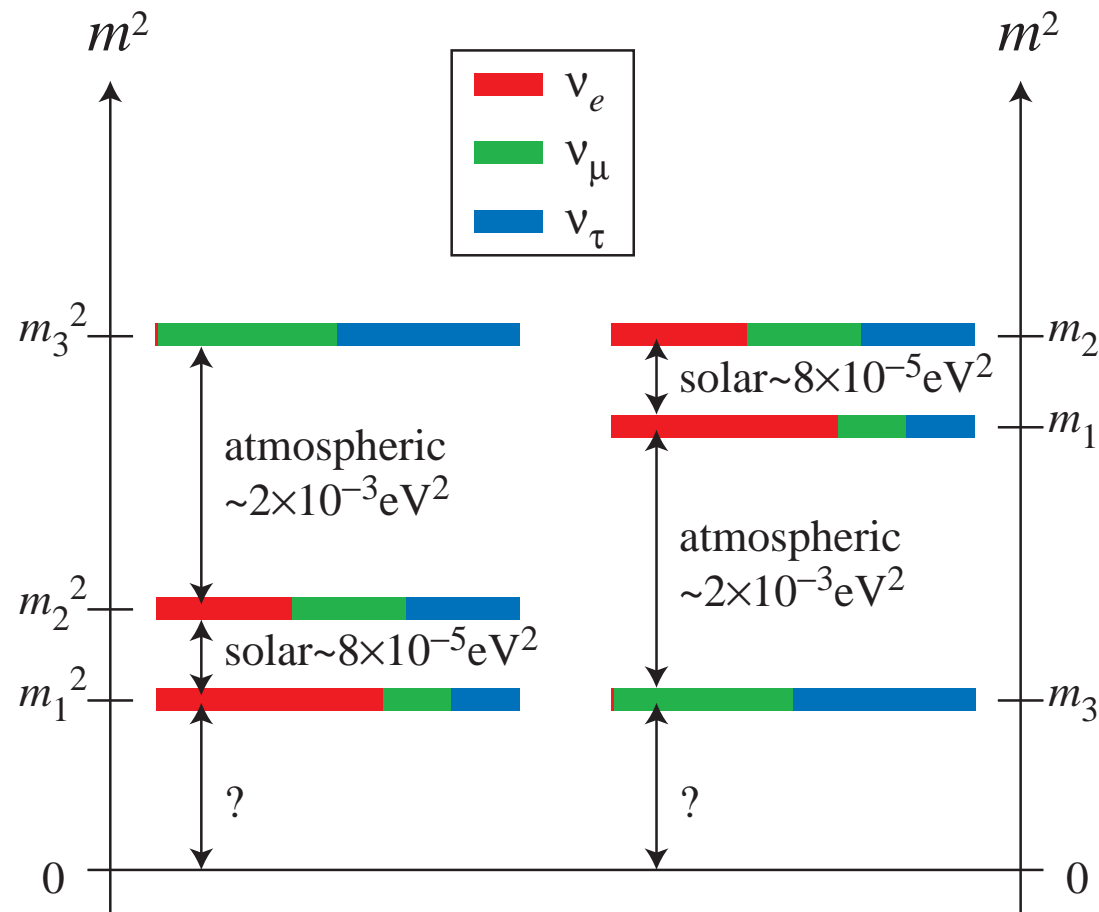 m² m²
νe
νμ
ντ
m₃² m₂
solar~8×10⁻⁵eV²
m₁
atmospheric
~2×10⁻³eV²
atmospheric
~2×10⁻³eV²
m₂²
solar~8×10⁻⁵eV²
m₁² m₃
? ?
0 0